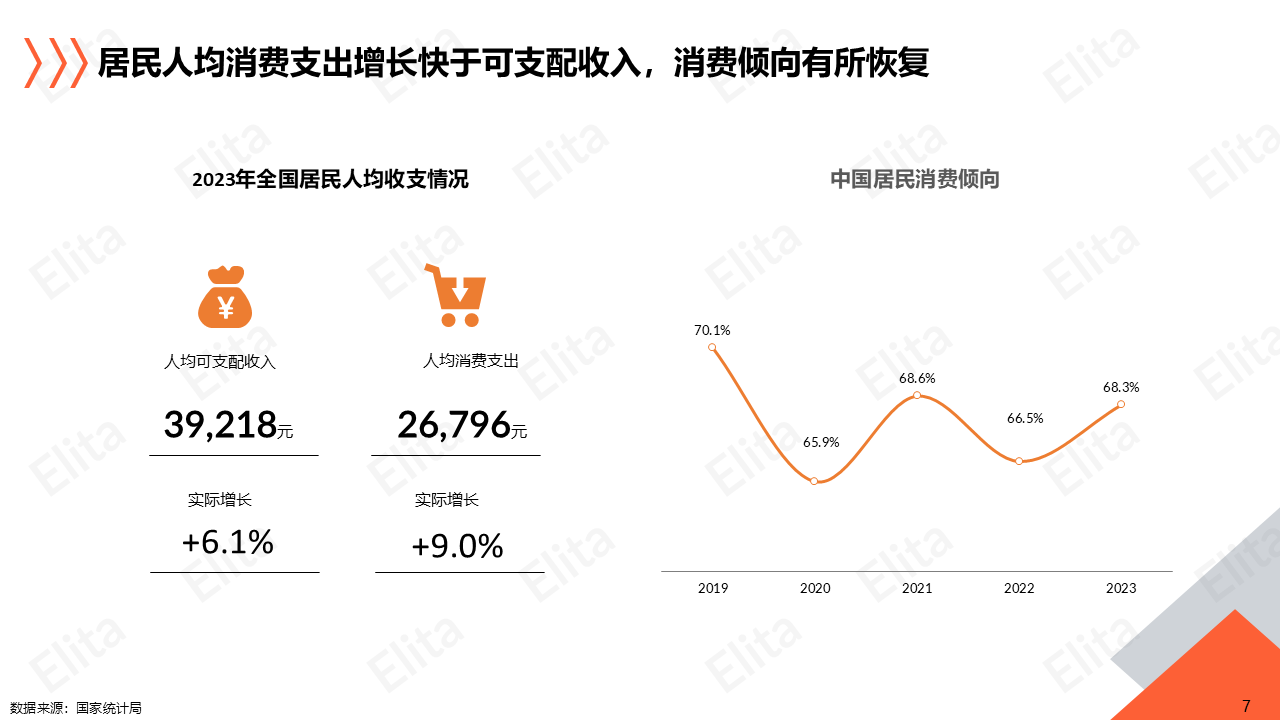 居民人均消费支出增长快于可支配收入，消费倾向有所恢复
2023年全国居民人均收支情况
¥
人均可支配收入
人均消费支出
39,218元
26,796元
实际增长
实际增长
+6.1%
+9.0%
中国居民消费倾向
70.1%
65.9%
68.6%
66.5%
68.3%
2019
2020
2021
2022
2023
数据来源：国家统计局
7
Elita